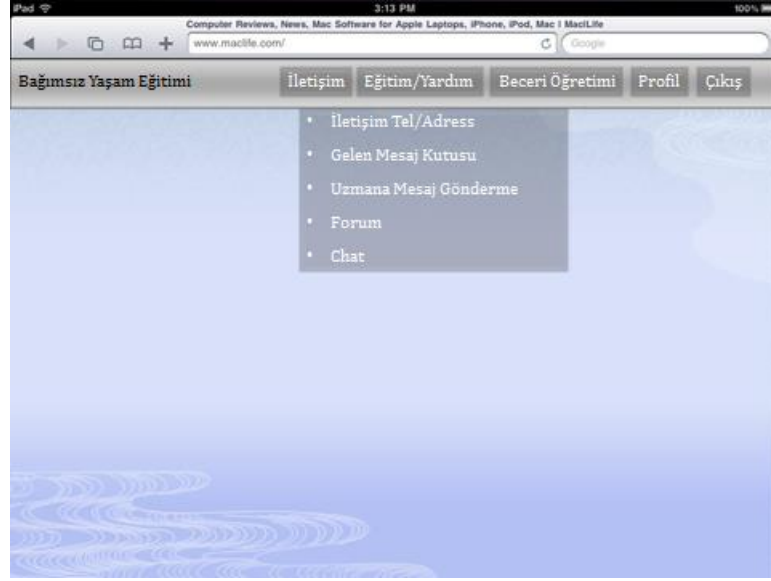 iPad 3:13 PM 100%
Computer Reviews, News, Mac Software for Apple Laptops, iPhone, iPod, Mac | Mac|Life
www.maclife.com/ Google
Bağımsız Yaşam Eğitimi İletişim Eğitim/Yardım Beceri Öğretimi Profil Çıkış
• İletişim Tel/Adress
• Gelen Mesaj Kutusu
• Uzmana Mesaj Gönderme
• Forum
• Chat